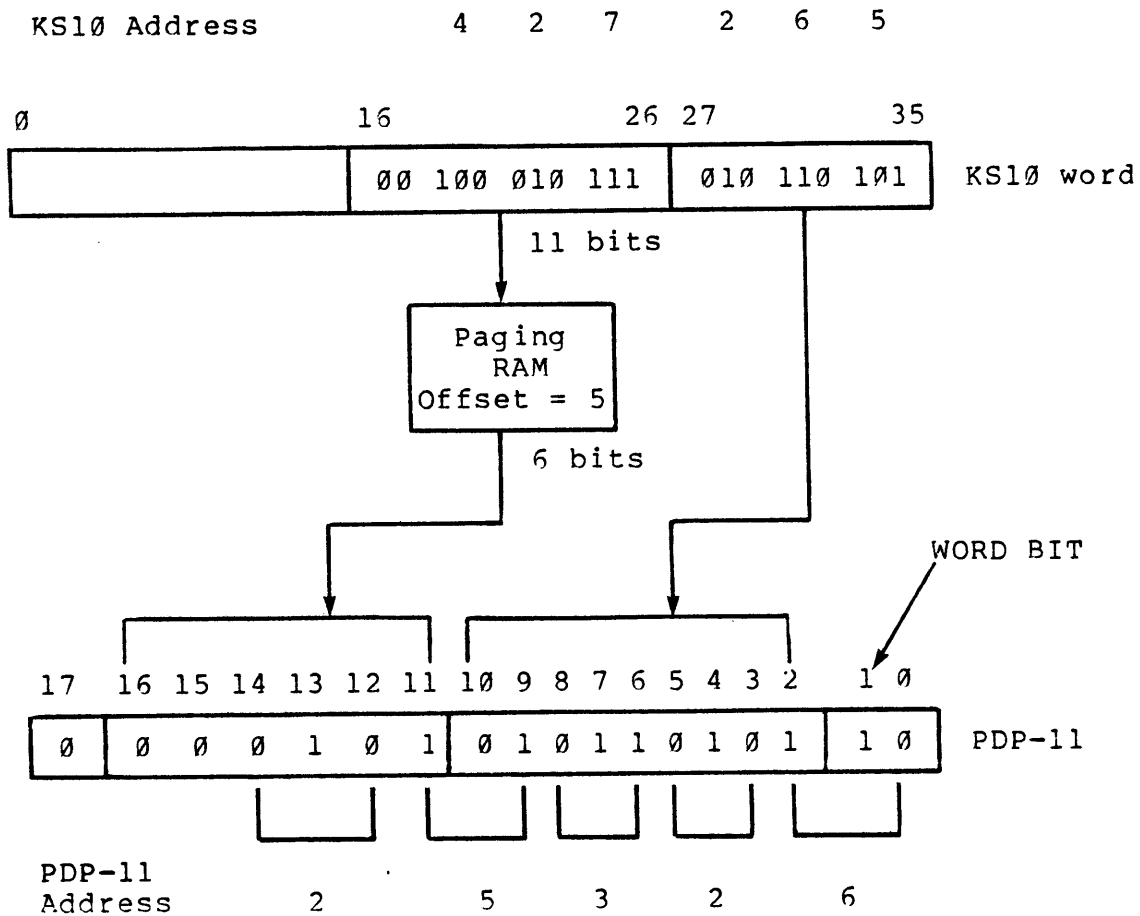 KS1Ø Address 4 2 7 2 6 5
Ø 16 26 27 35
ØØ 1ØØ Ø1Ø 111 Ø1Ø 11Ø 1Ø1 KS1Ø word
11 bits
Paging
RAM
Offset = 5
6 bits
WORD BIT
17 16 15 14 13 12 11 1Ø 9 8 7 6 5 4 3 2 1 Ø
Ø Ø Ø Ø 1 Ø 1 Ø 1 Ø 1 1 Ø 1 Ø 1 1 Ø PDP-11
PDP-11
Address 2 5 3 2 6